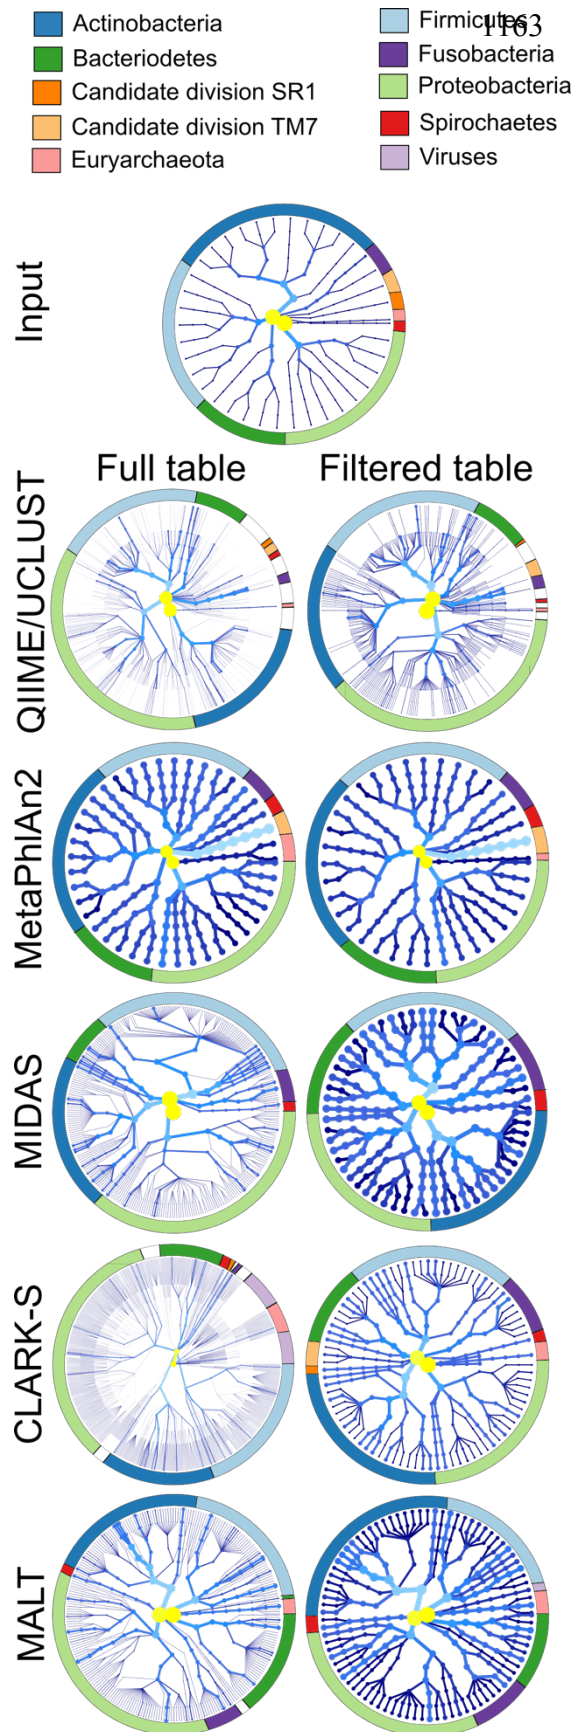 Actinobacteria
Bacteriodetes
Candidate division SR1
Candidate division TM7
Euryarchaeota
Firmicutes
1163
Fusobacteria
Proteobacteria
Spirochaetes
Viruses
Input
Full table
Filtered table
QIIME/UCLUST
MetaPhlAn2
MIDAS
CLARK-S
MALT